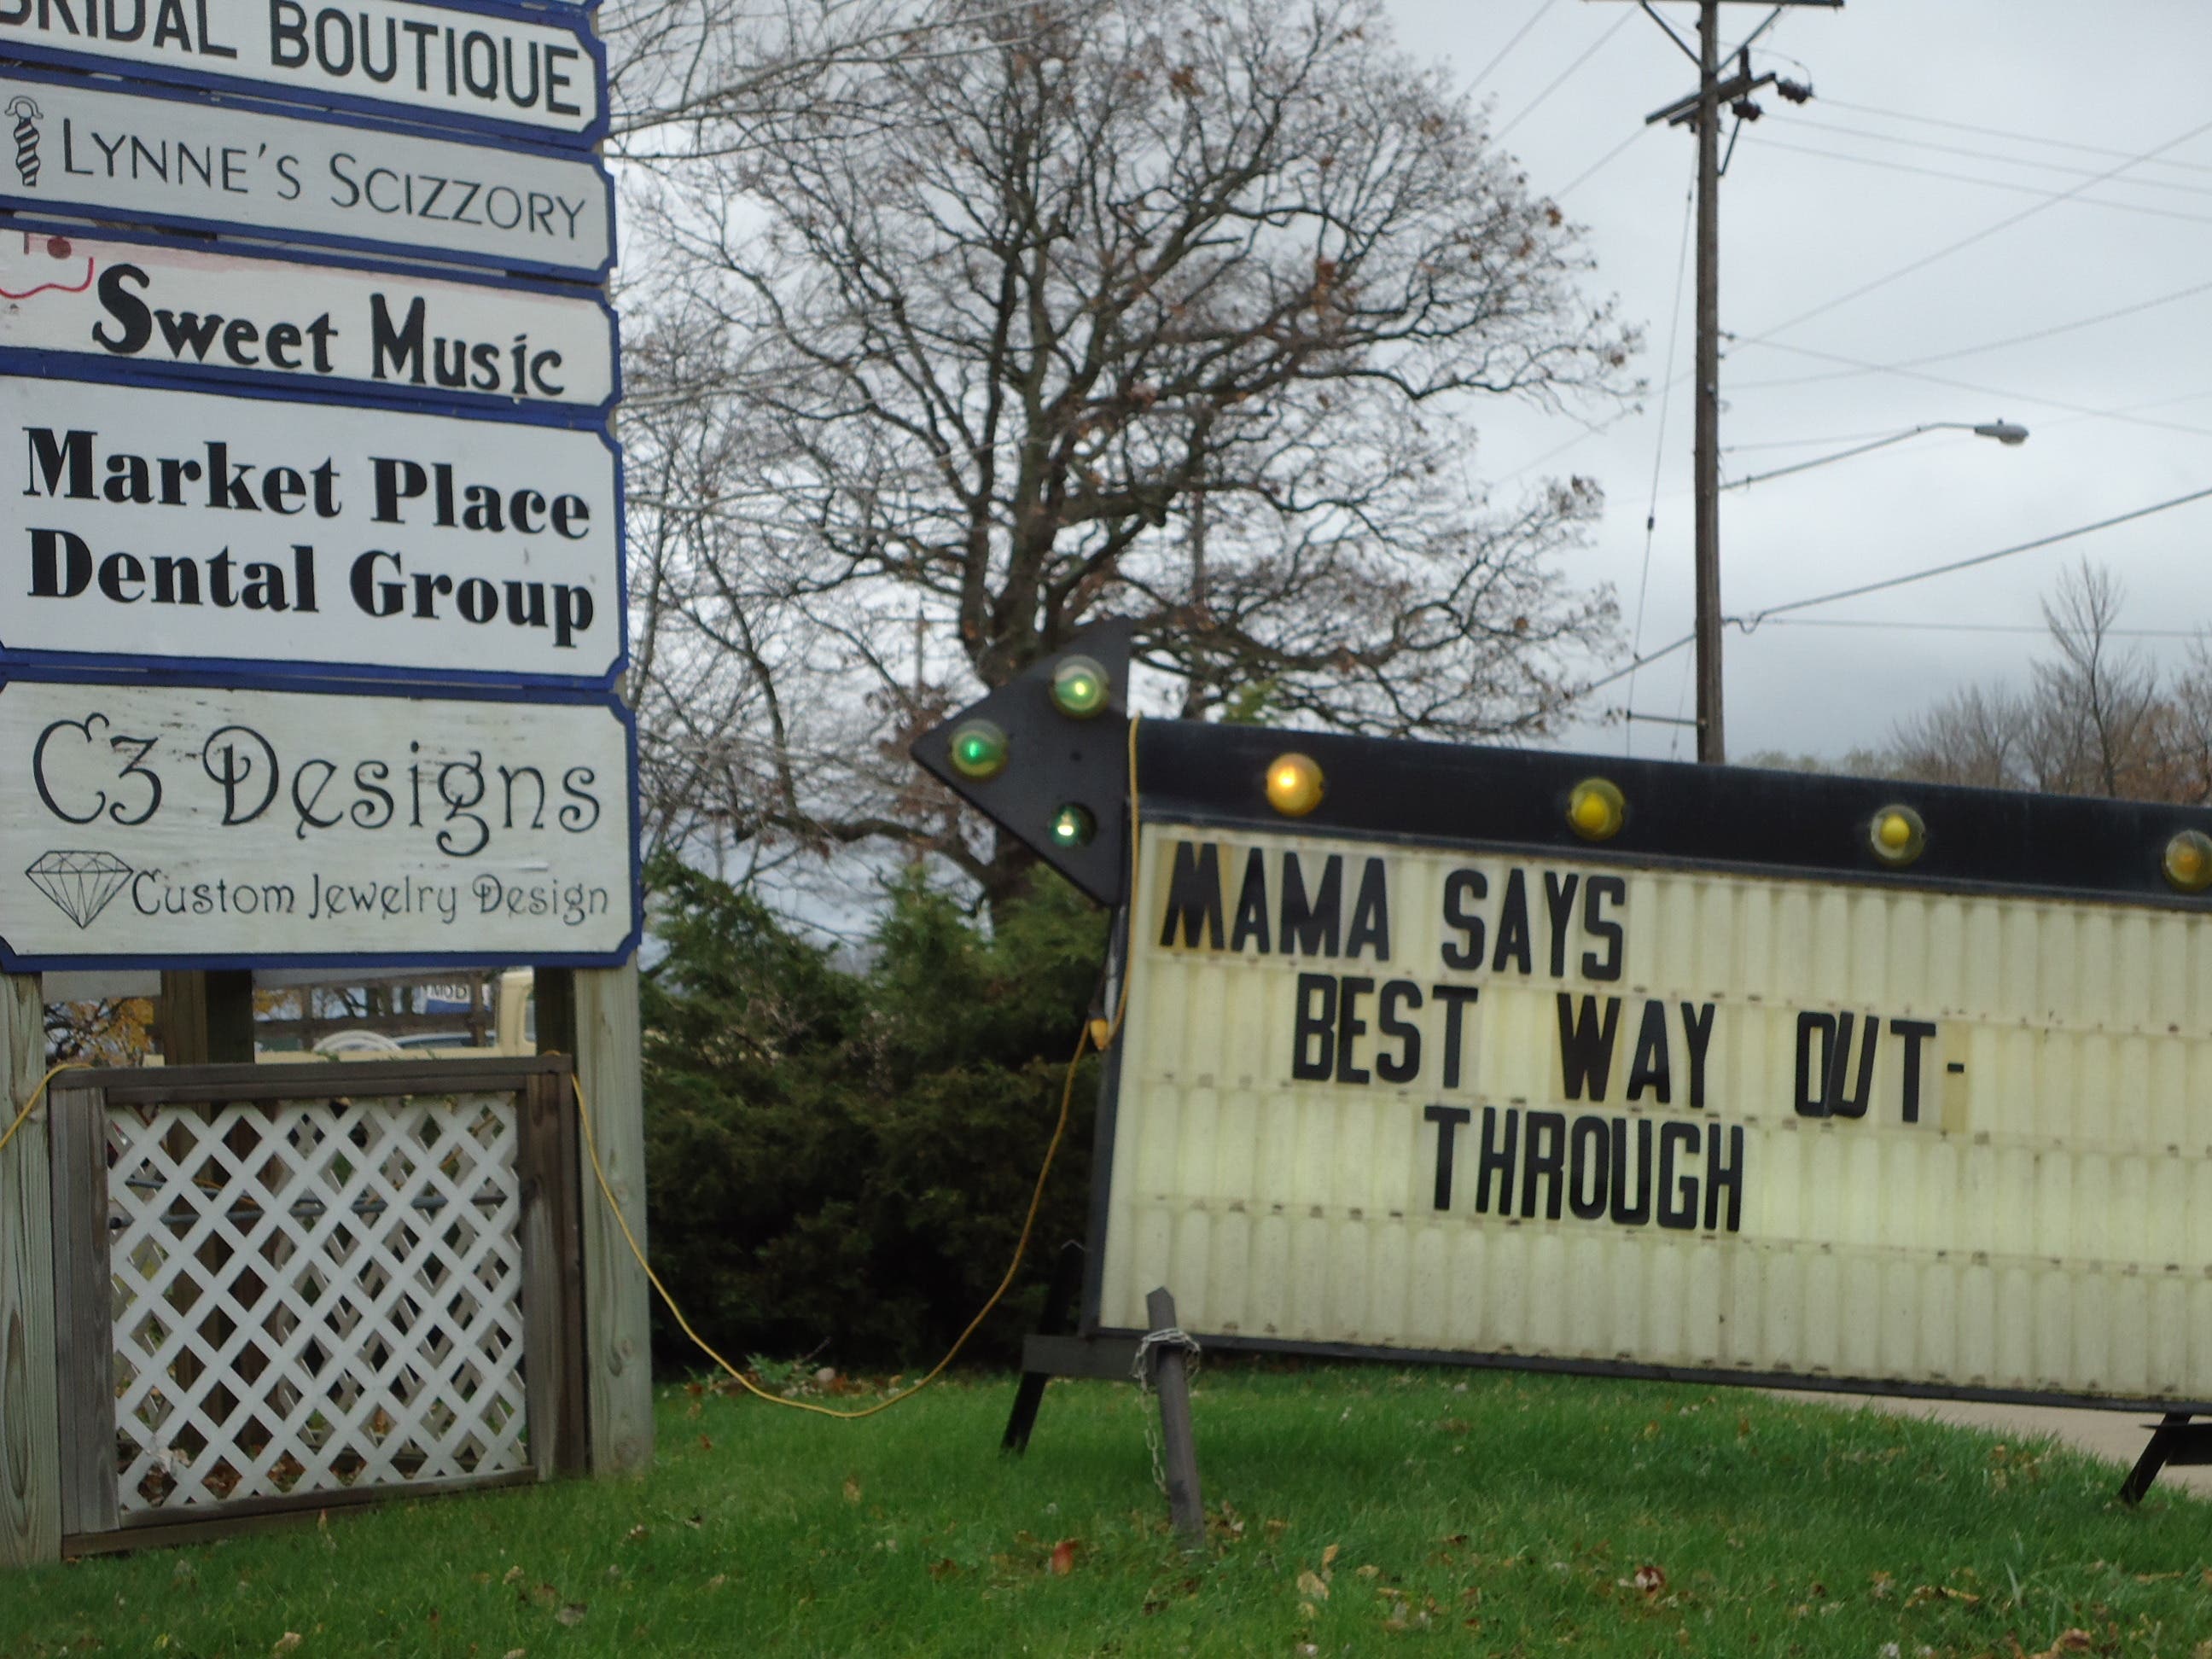 BRIDAL BOUTIQUE
LYNNE'S SCIZZORY
Sweet Music
Market Place
Dental Group
C3 Designs
Custom Jewelry Design
MAMA SAYS
BEST WAY OUT-
THROUGH